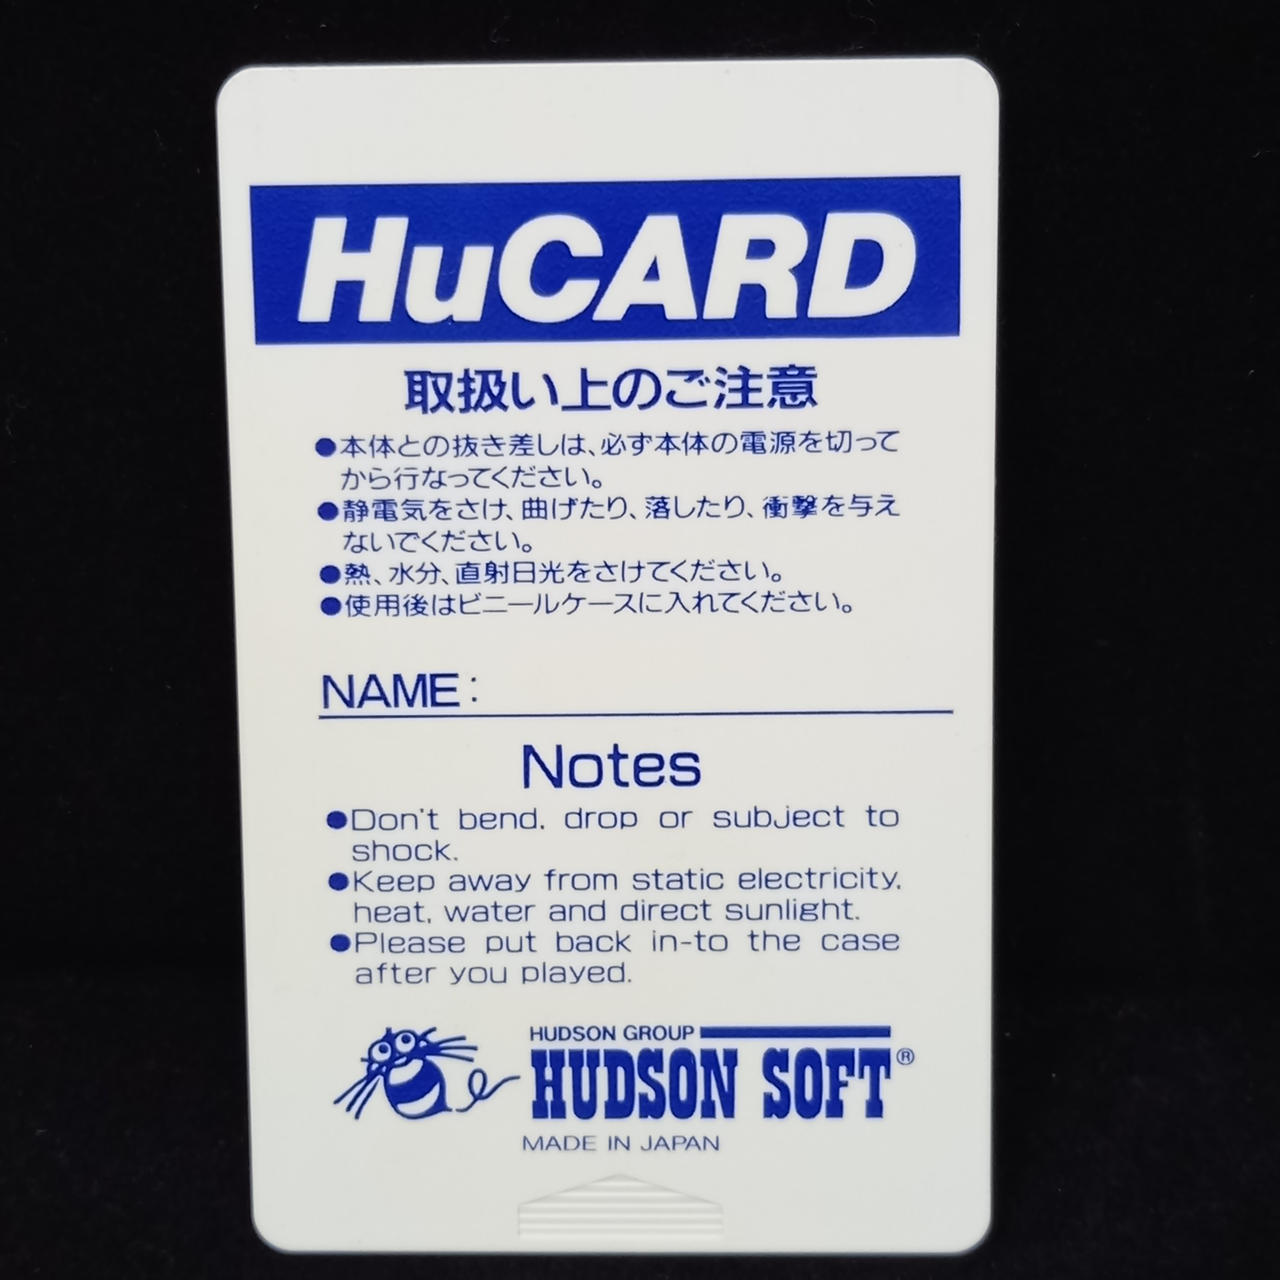 HuCARD
取扱い上のご注意
●本体との抜き差しは、必ず本体の電源を切って
から行なってください。
●静電気をさけ、曲げたり、落したり、衝撃を与え
ないでください。
●熱、水分、直射日光をさけてください。
●使用後はビニールケースに入れてください。
NAME:
Notes
●Don't bend. drop or subject to
shock.
●Keep away from static electricity.
heat. water and direct sunlight.
●Please put back in-to the case
after you played.
HUDSON GROUP
HUDSON SOFT®
MADE IN JAPAN